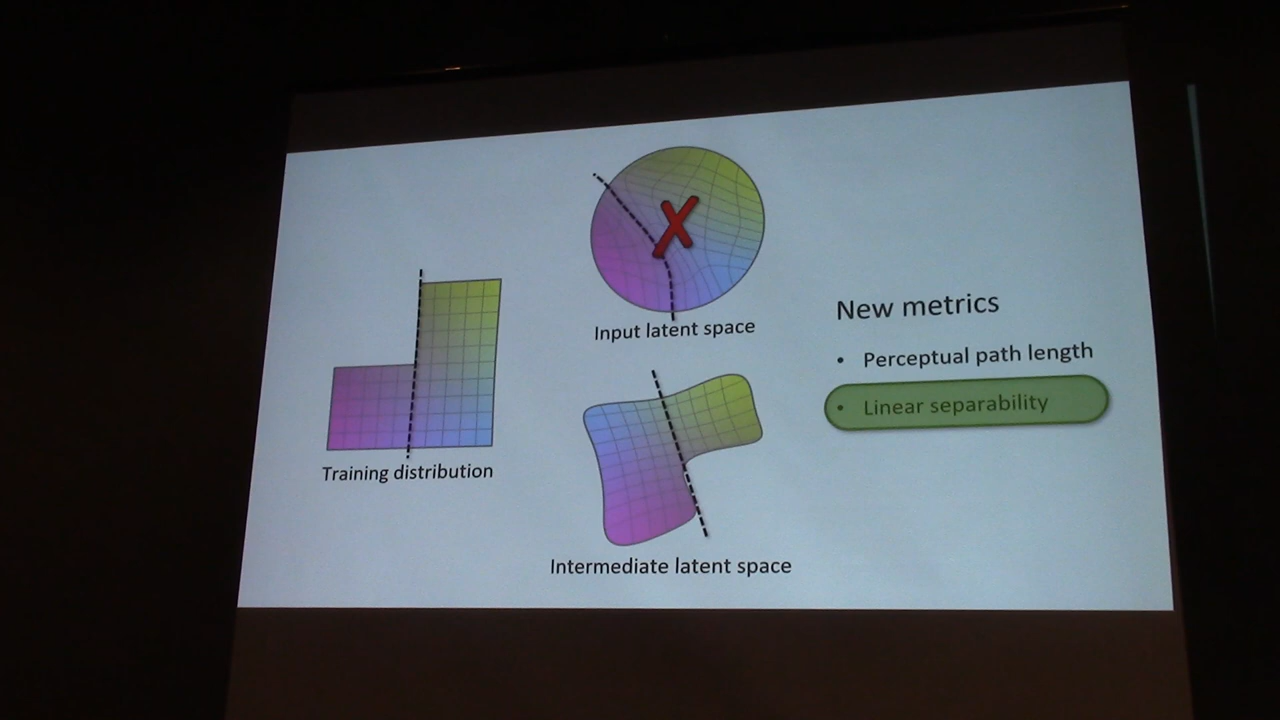 Training distribution
Input latent space
Intermediate latent space
New metrics
• Perceptual path length
• Linear separability